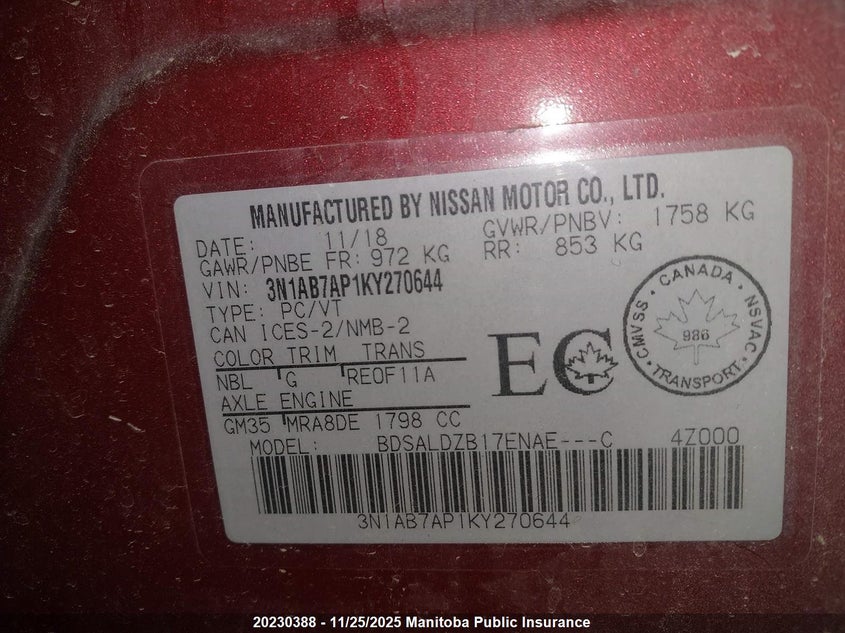 MANUFACTURED BY NISSAN MOTOR CO., LTD.
DATE: 11/18 GVWR/PNBV: 1758 KG
GAWR/PNBE FR: 972 KG RR: 853 KG
VIN: 3N1AB7AP1KY270644
TYPE: PC/VT
CAN ICES-2/NMB-2
COLOR TRIM TRANS
NBL G RE0F11A
AXLE ENGINE
GM35 MRA8DE 1798 CC
EC
CANADA
CMVSS 986 NSVAC
TRANSPORT
MODEL: BDSALDZB17ENAE---C 4Z000
3N1AB7AP1KY270644
20230388 - 11/25/2025 Manitoba Public Insurance